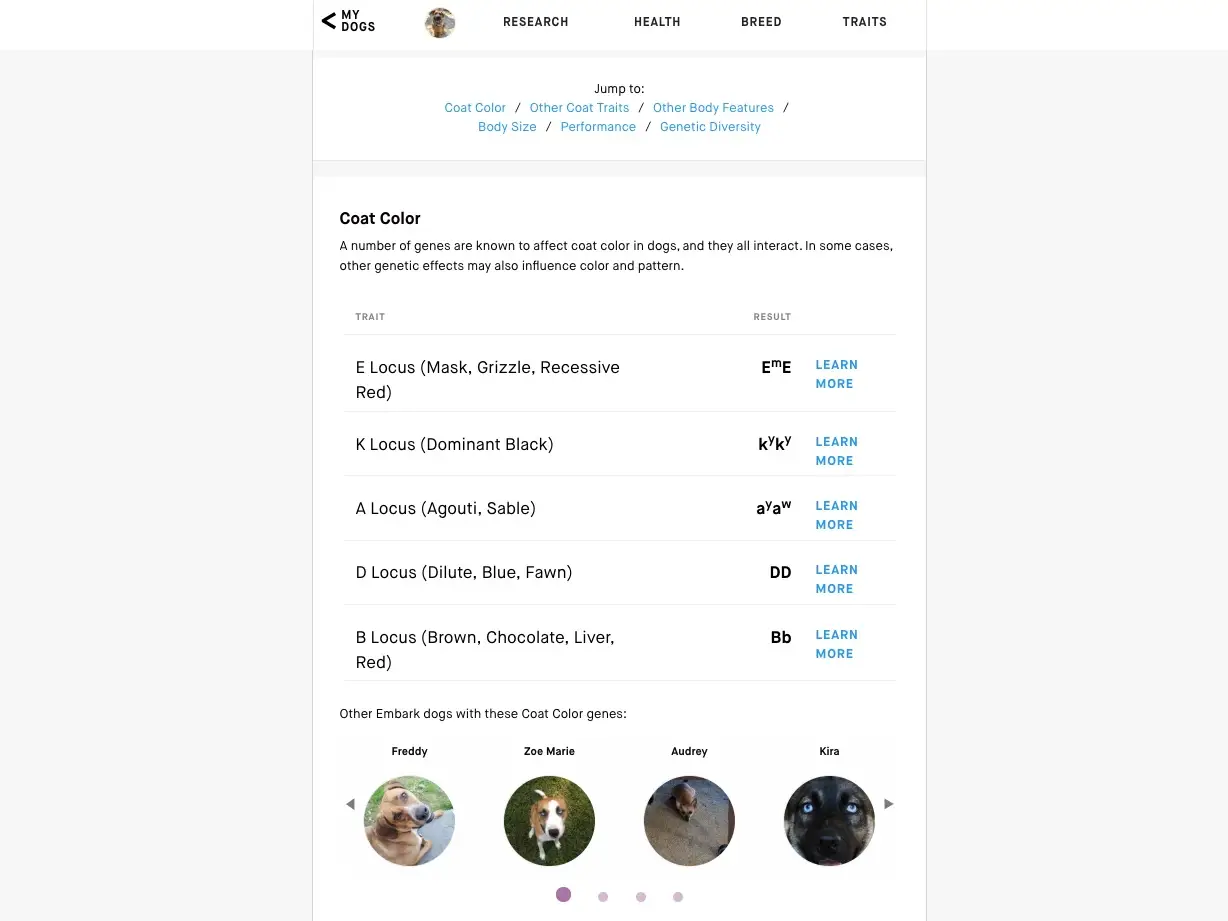 < MY
DOGS
RESEARCH HEALTH BREED TRAITS
Jump to:
Coat Color / Other Coat Traits / Other Body Features /
Body Size / Performance / Genetic Diversity
Coat Color
A number of genes are known to affect coat color in dogs, and they all interact. In some cases,
other genetic effects may also influence color and pattern.
TRAIT RESULT
E Locus (Mask, Grizzle, Recessive EᵐE LEARN
Red) MORE
K Locus (Dominant Black) kʸkʸ LEARN
MORE
A Locus (Agouti, Sable) aʸaʷ LEARN
MORE
D Locus (Dilute, Blue, Fawn) DD LEARN
MORE
B Locus (Brown, Chocolate, Liver, Bb LEARN
Red) MORE
Other Embark dogs with these Coat Color genes:
Freddy Zoe Marie Audrey Kira